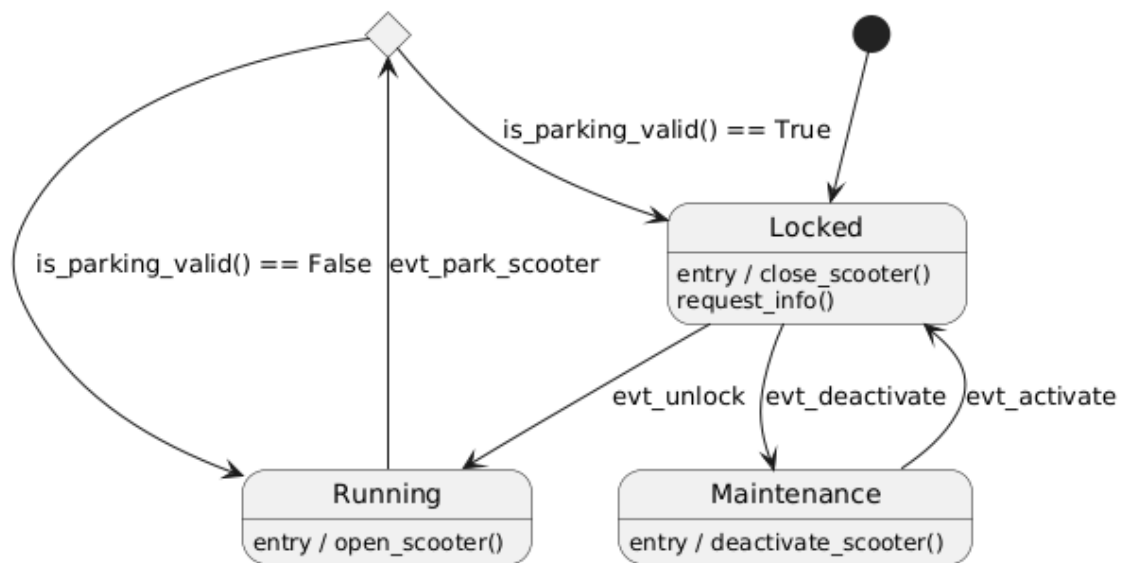 is_parking_valid() == True
Locked
entry / close_scooter()
request_info()
is_parking_valid() == False
evt_park_scooter
evt_unlock
evt_deactivate
evt_activate
Running
entry / open_scooter()
Maintenance
entry / deactivate_scooter()